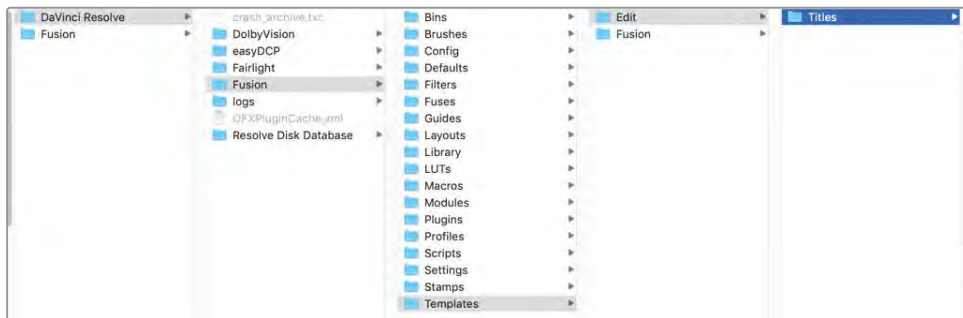 DaVinci Resolve
Fusion
crash_archive.txt
DolbyVision
easyDCP
Fairlight
Fusion
logs
OFXPluginCache.xml
Resolve Disk Database
Bins
Brushes
Config
Defaults
Filters
Fuses
Guides
Layouts
Library
LUTs
Macros
Modules
Plugins
Profiles
Scripts
Settings
Stamps
Templates
Edit
Fusion
Titles